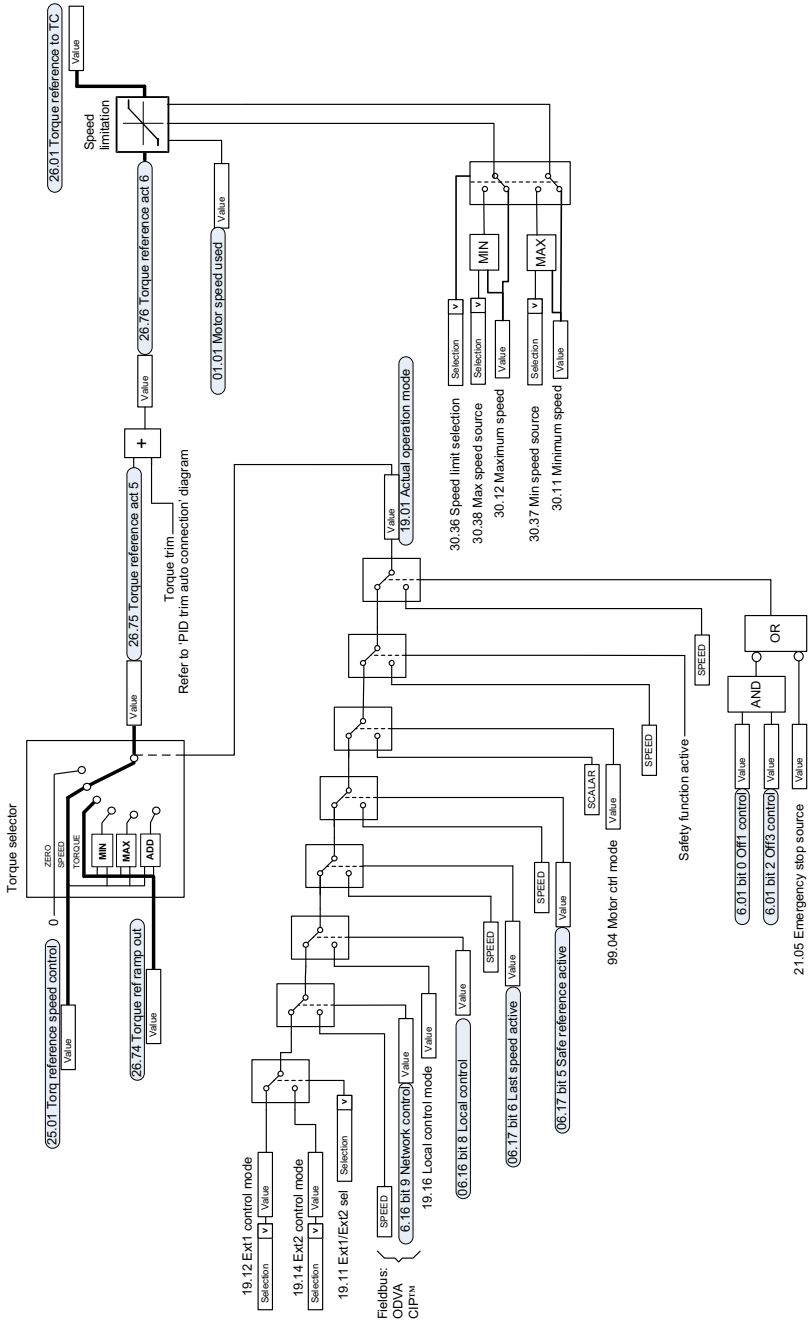 Torque selector
25.01 Torq reference speed control
Value
0
ZERO
SPEED
TORQUE
MIN
MAX
ADD
26.74 Torque ref ramp out
Value
26.75 Torque reference act 5
Value
Torque trim
Refer to 'PID trim auto connection' diagram
+
26.76 Torque reference act 6
Value
Speed
limitation
26.01 Torque reference to TC
Value
01.01 Motor speed used
Value
19.12 Ext1 control mode
Selection v Value
19.14 Ext2 control mode
Selection v Value
19.11 Ext1/Ext2 sel
Selection v
Fieldbus:
ODVA
CIP™
SPEED
6.16 bit 9 Network control Value
19.16 Local control mode
Value
06.16 bit 8 Local control
Value
SPEED
06.17 bit 6 Last speed active
Value
SPEED
06.17 bit 5 Safe reference active
Value
SCALAR
99.04 Motor ctrl mode
Value
SPEED
Safety function active
SPEED
6.01 bit 0 Off1 control Value
6.01 bit 2 Off3 control Value
AND
OR
21.05 Emergency stop source
Value
Value
19.01 Actual operation mode
30.36 Speed limit selection
Selection v
30.38 Max speed source
Selection v
MIN
30.12 Maximum speed
Value
30.37 Min speed source
Selection v
MAX
30.11 Minimum speed
Value